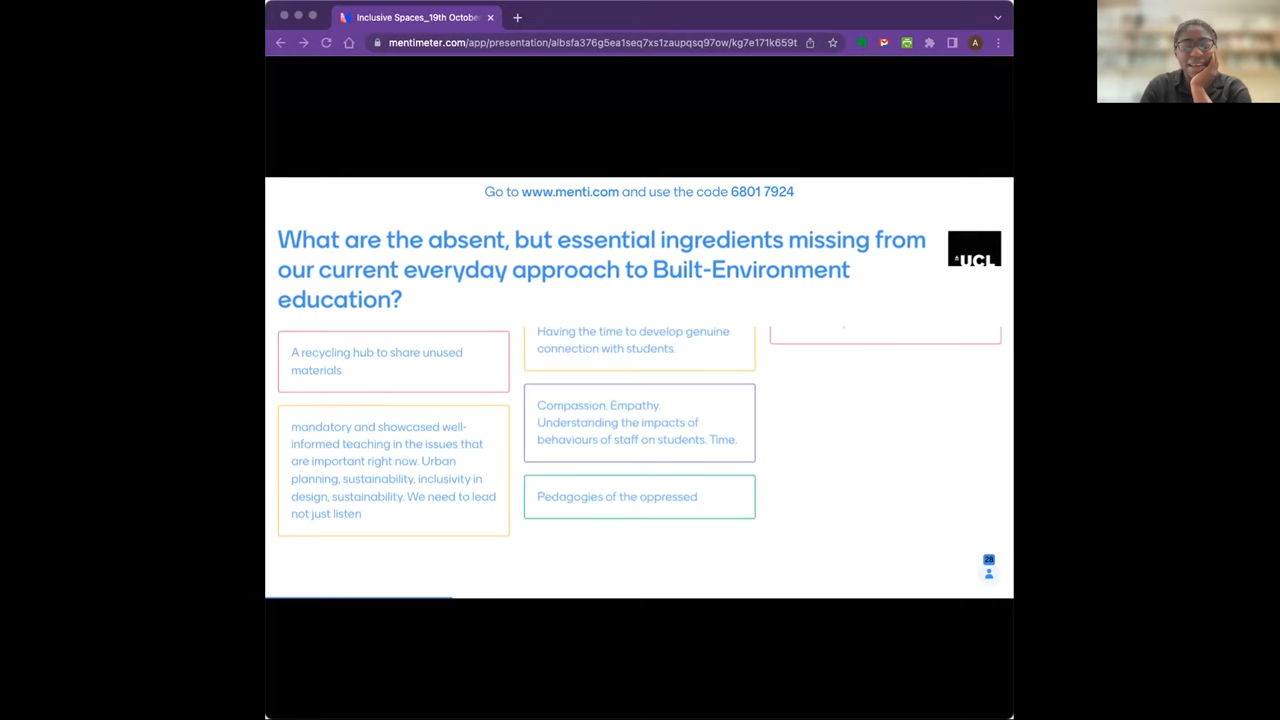 Inclusive Spaces_19th Octobe
mentimeter.com/app/presentation/albsfa376g5ea1seq7xs1zaupqsq97ow/kg7e171k659t
A
Go to www.menti.com and use the code 6801 7924
What are the absent, but essential ingredients missing from
our current everyday approach to Built-Environment
education?
UCL
A recycling hub to share unused
materials
mandatory and showcased well-
informed teaching in the issues that
are important right now. Urban
planning, sustainability, inclusivity in
design, sustainability. We need to lead
not just listen
Having the time to develop genuine
connection with students.
Compassion. Empathy.
Understanding the impacts of
behaviours of staff on students. Time.
Pedagogies of the oppressed
28